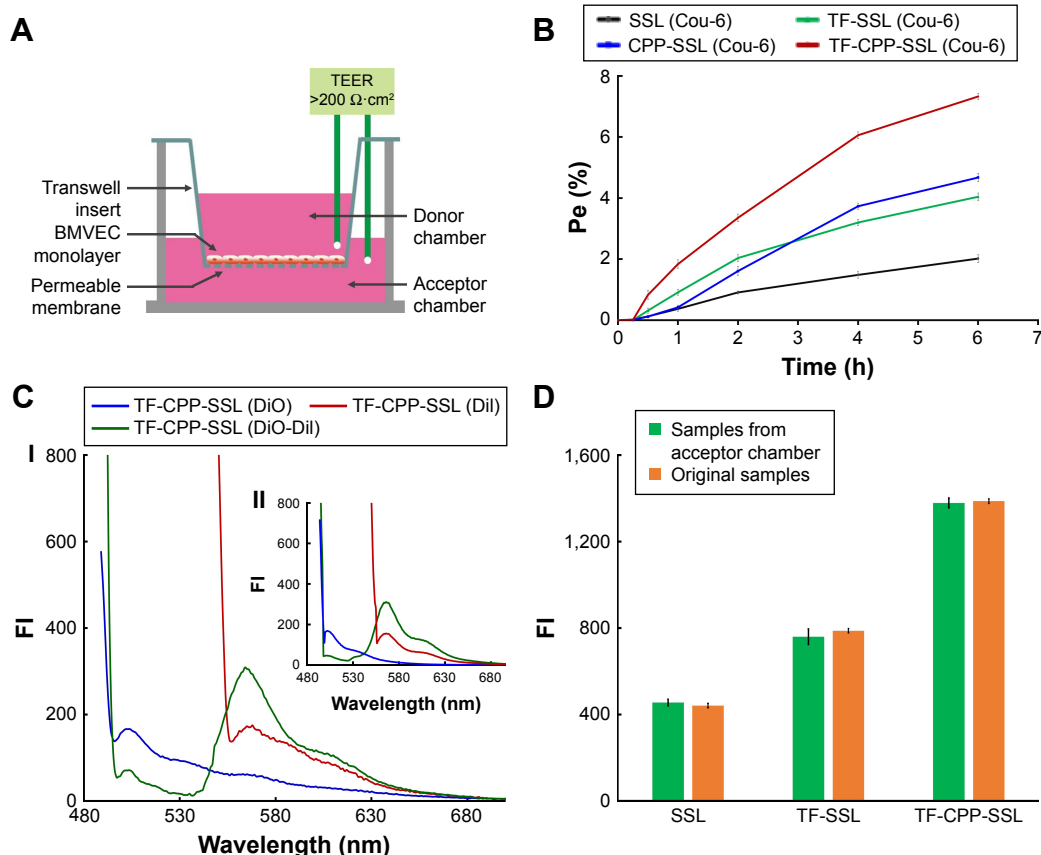 A
TEER
>200 Ω·cm²
Transwell
insert
BMVEC
monolayer
Permeable
membrane
Donor
chamber
Acceptor
chamber
B
SSL (Cou-6)
TF-SSL (Cou-6)
CPP-SSL (Cou-6)
TF-CPP-SSL (Cou-6)
Pe (%)
8
6
4
2
0
0 1 2 3 4 5 6 7
Time (h)
C
TF-CPP-SSL (DiO)
TF-CPP-SSL (DiI)
TF-CPP-SSL (DiO-DiI)
I
FI
800
600
400
200
0
480 530 580 630 680
Wavelength (nm)
II
FI
800
600
400
200
0
480 530 580 630 680
Wavelength (nm)
D
Samples from
acceptor chamber
Original samples
FI
1,600
1,200
800
400
0
SSL TF-SSL TF-CPP-SSL